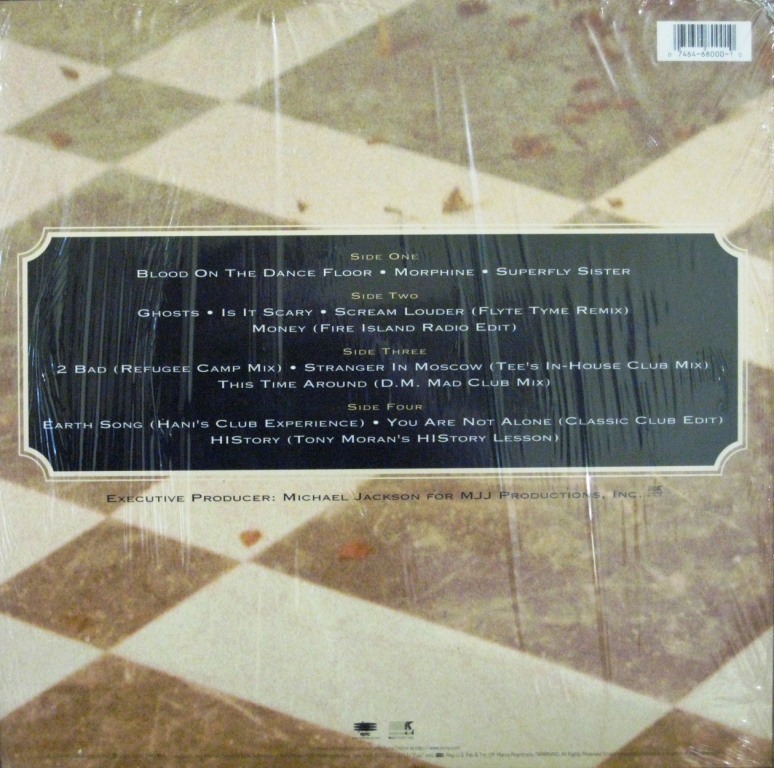 0 7464-68000-1 0
SIDE ONE
BLOOD ON THE DANCE FLOOR • MORPHINE • SUPERFLY SISTER
SIDE TWO
GHOSTS • IS IT SCARY • SCREAM LOUDER (FLYTE TYME REMIX)
MONEY (FIRE ISLAND RADIO EDIT)
SIDE THREE
2 BAD (REFUGEE CAMP MIX) • STRANGER IN MOSCOW (TEE'S IN-HOUSE CLUB MIX)
THIS TIME AROUND (D.M. MAD CLUB MIX)
SIDE FOUR
EARTH SONG (HANI'S CLUB EXPERIENCE) • YOU ARE NOT ALONE (CLASSIC CLUB EDIT)
HISTORY (TONY MORAN'S HISTORY LESSON)
EXECUTIVE PRODUCER: MICHAEL JACKSON FOR MJJ PRODUCTIONS, INC.
epic